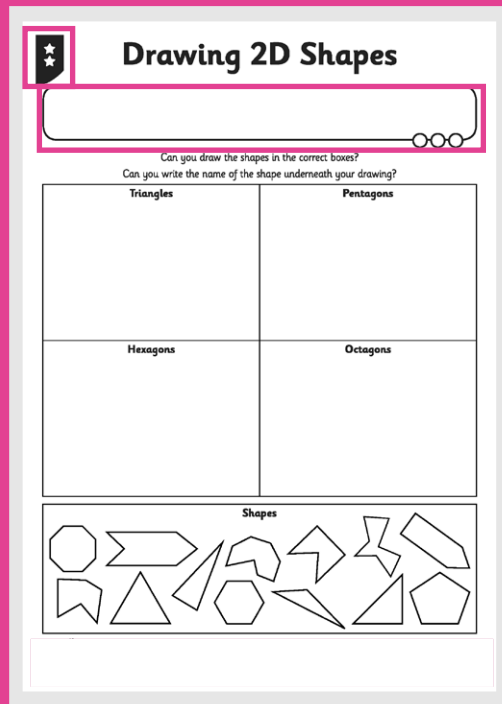 Drawing 2D Shapes
Can you draw the shapes in the correct boxes?
Can you write the name of the shape underneath your drawing?
Triangles
Pentagons
Hexagons
Octagons
Shapes